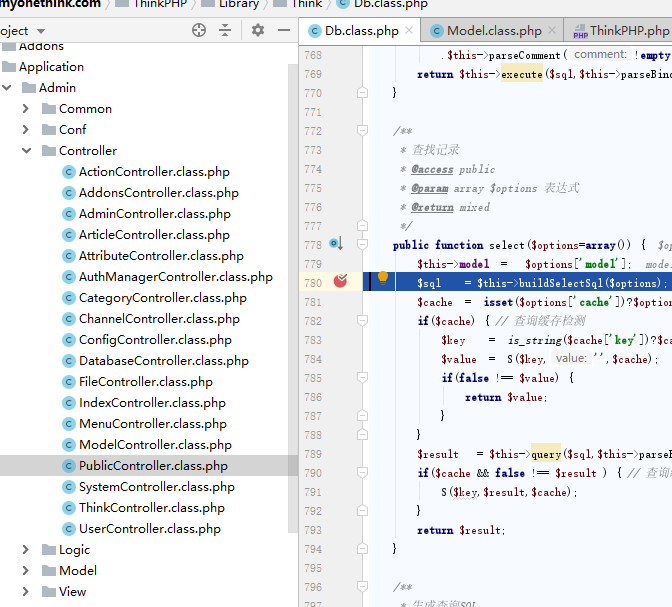 myonethink.com ThinkPHP Library Think Db.class.php
oject
Db.class.php Model.class.php ThinkPHP.php
Addons
Application
Admin
Common
Conf
Controller
ActionController.class.php
AddonsController.class.php
AdminController.class.php
ArticleController.class.php
AttributeController.class.php
AuthManagerController.class.php
CategoryController.class.php
ChannelController.class.php
ConfigController.class.php
DatabaseController.class.php
FileController.class.php
IndexController.class.php
MenuController.class.php
ModelController.class.php
PublicController.class.php
SystemController.class.php
ThinkController.class.php
UserController.class.php
Logic
Model
View
768 .$this->parseComment( comment: !empty
769 return $this->execute($sql,$this->parseBin
770 }
771
772 /**
773 * 查找记录
774 * @access public
775 * @param array $options 表达式
776 * @return mixed
777 */
778 public function select($options=array()) { $o
779 $this->model = $options['model']; mode
780 $sql = $this->buildSelectSql($options);
781 $cache = isset($options['cache'])?$option
782 if($cache) { // 查询缓存检测
783 $key = is_string($cache['key'])?$ca
784 $value = S($key, value: '',$cache);
785 if(false !== $value) {
786 return $value;
787 }
788 }
789 $result = $this->query($sql,$this->parseB
790 if($cache && false !== $result ) { // 查询
791 S($key,$result,$cache);
792 }
793 return $result;
794 }
795
796 /**
797 * 生成查询SQL